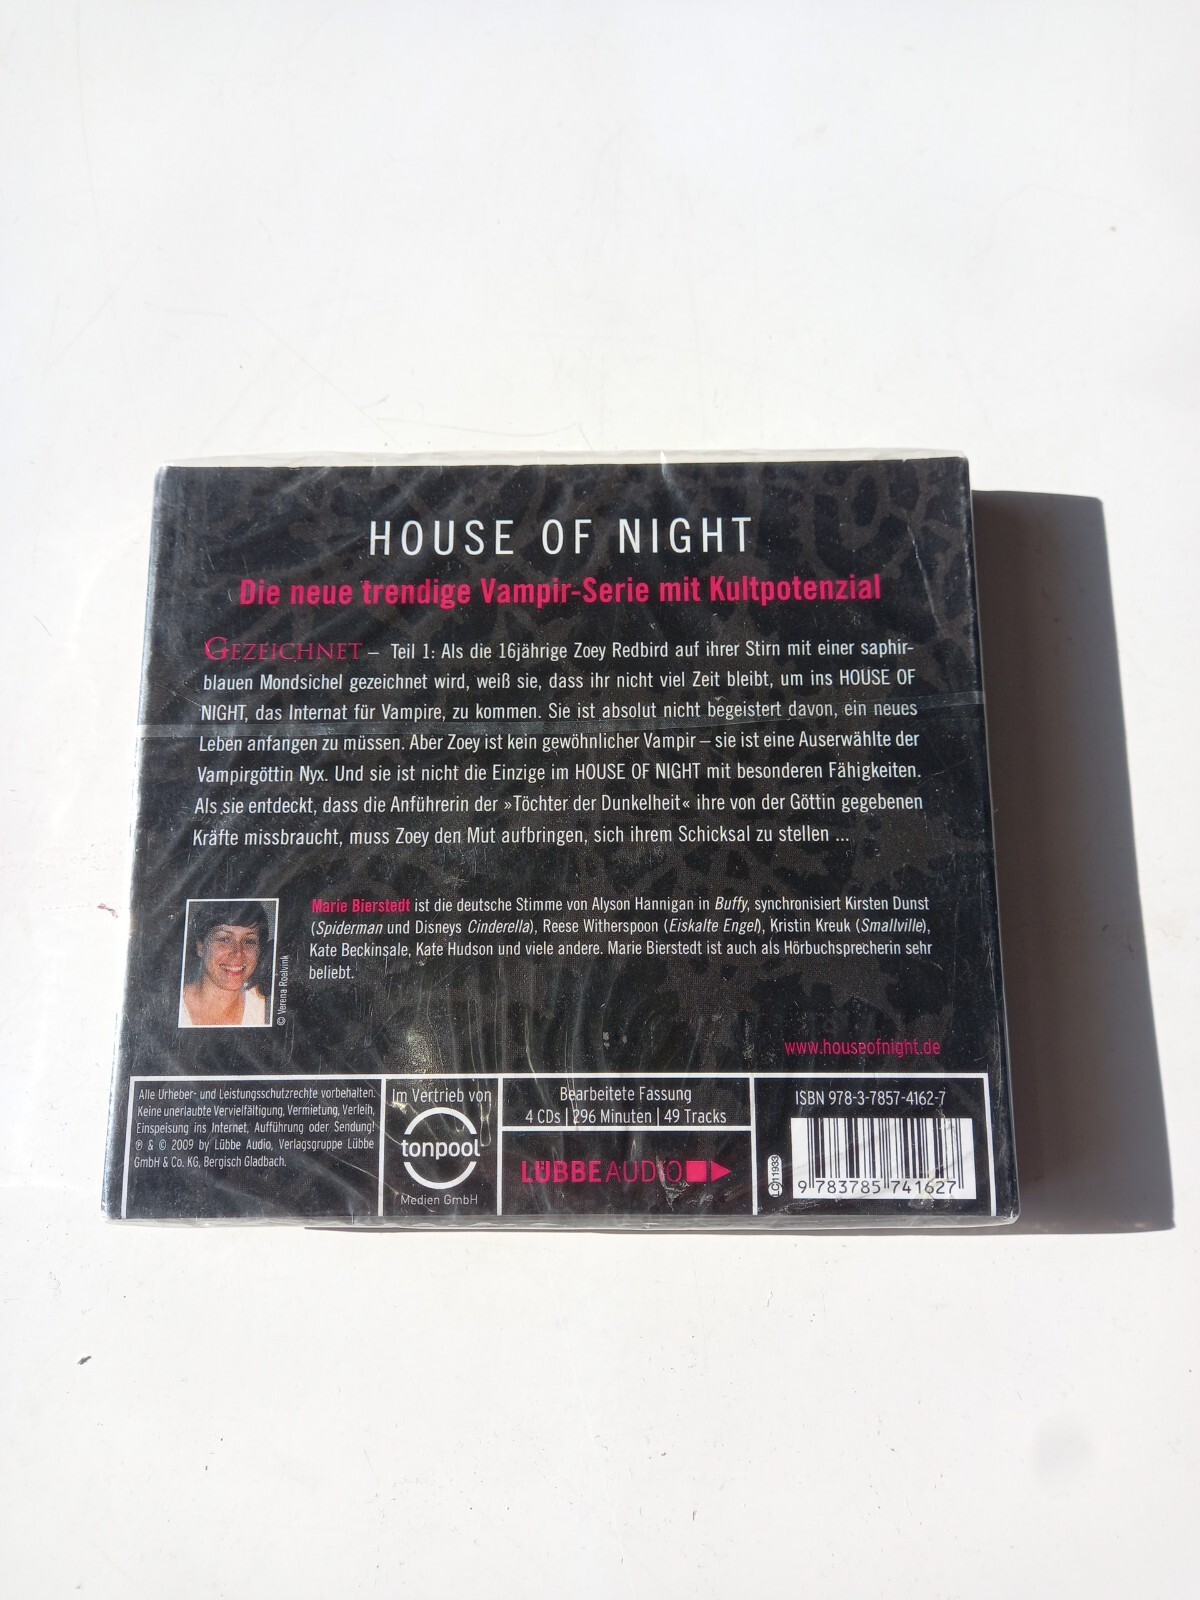 HOUSE OF NIGHT
Die neue trendige Vampir-Serie mit Kultpotenzial
GEZEICHNET – Teil 1: Als die 16jährige Zoey Redbird auf ihrer Stirn mit einer saphir-
blauen Mondsichel gezeichnet wird, weiß sie, dass ihr nicht viel Zeit bleibt, um ins HOUSE OF
NIGHT, das Internat für Vampire, zu kommen. Sie ist absolut nicht begeistert davon, ein neues
Leben anfangen zu müssen. Aber Zoey ist kein gewöhnlicher Vampir – sie ist eine Auserwählte der
Vampirgöttin Nyx. Und sie ist nicht die Einzige im HOUSE OF NIGHT mit besonderen Fähigkeiten.
Als sie entdeckt, dass die Anführerin der »Töchter der Dunkelheit« ihre von der Göttin gegebenen
Kräfte missbraucht, muss Zoey den Mut aufbringen, sich ihrem Schicksal zu stellen ...
Marie Bierstedt ist die deutsche Stimme von Alyson Hannigan in Buffy, synchronisiert Kirsten Dunst
(Spiderman und Disneys Cinderella), Reese Witherspoon (Eiskalte Engel), Kristin Kreuk (Smallville),
Kate Beckinsale, Kate Hudson und viele andere. Marie Bierstedt ist auch als Hörbuchsprecherin sehr
beliebt.
© Verena Roelvink
www.houseofnight.de
Alle Urheber- und Leistungsschutzrechte vorbehalten.
Keine unerlaubte Vervielfältigung, Vermietung, Verleih,
Einspeisung ins Internet, Aufführung oder Sendung!
℗ & © 2009 by Lübbe Audio, Verlagsgruppe Lübbe
GmbH & Co. KG, Bergisch Gladbach.
Im Vertrieb von
tonpool
Medien GmbH
Bearbeitete Fassung
4 CDs | 296 Minuten | 49 Tracks
LÜBBE AUDIO
ISBN 978-3-7857-4162-7
LC 11933
9 783785 741627